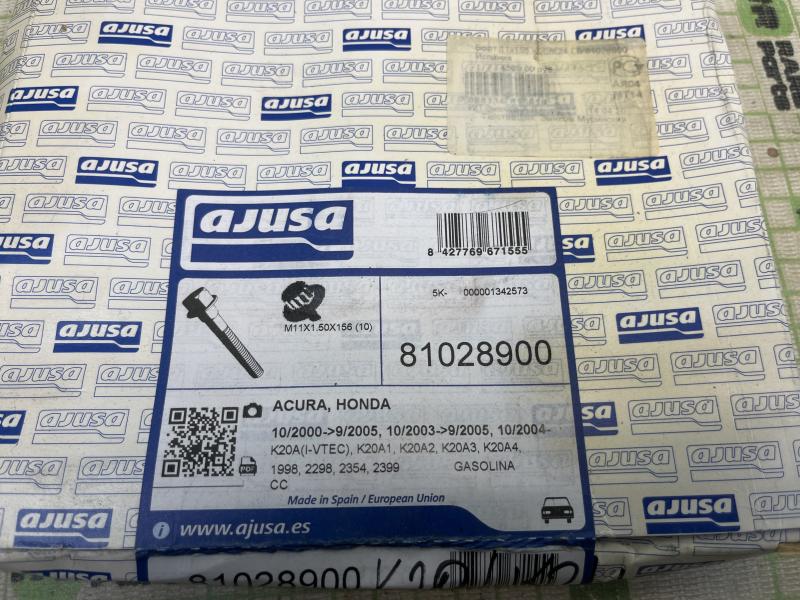 ajusa
8 427769 671555
M11X1.50X156 (10)
5K- 000001342573
81028900
ACURA, HONDA
10/2000->9/2005, 10/2003->9/2005, 10/2004-
K20A(I-VTEC), K20A1, K20A2, K20A3, K20A4,
1998, 2298, 2354, 2399 GASOLINA
CC
PDF
Made in Spain / European Union
i www.ajusa.es
81028900